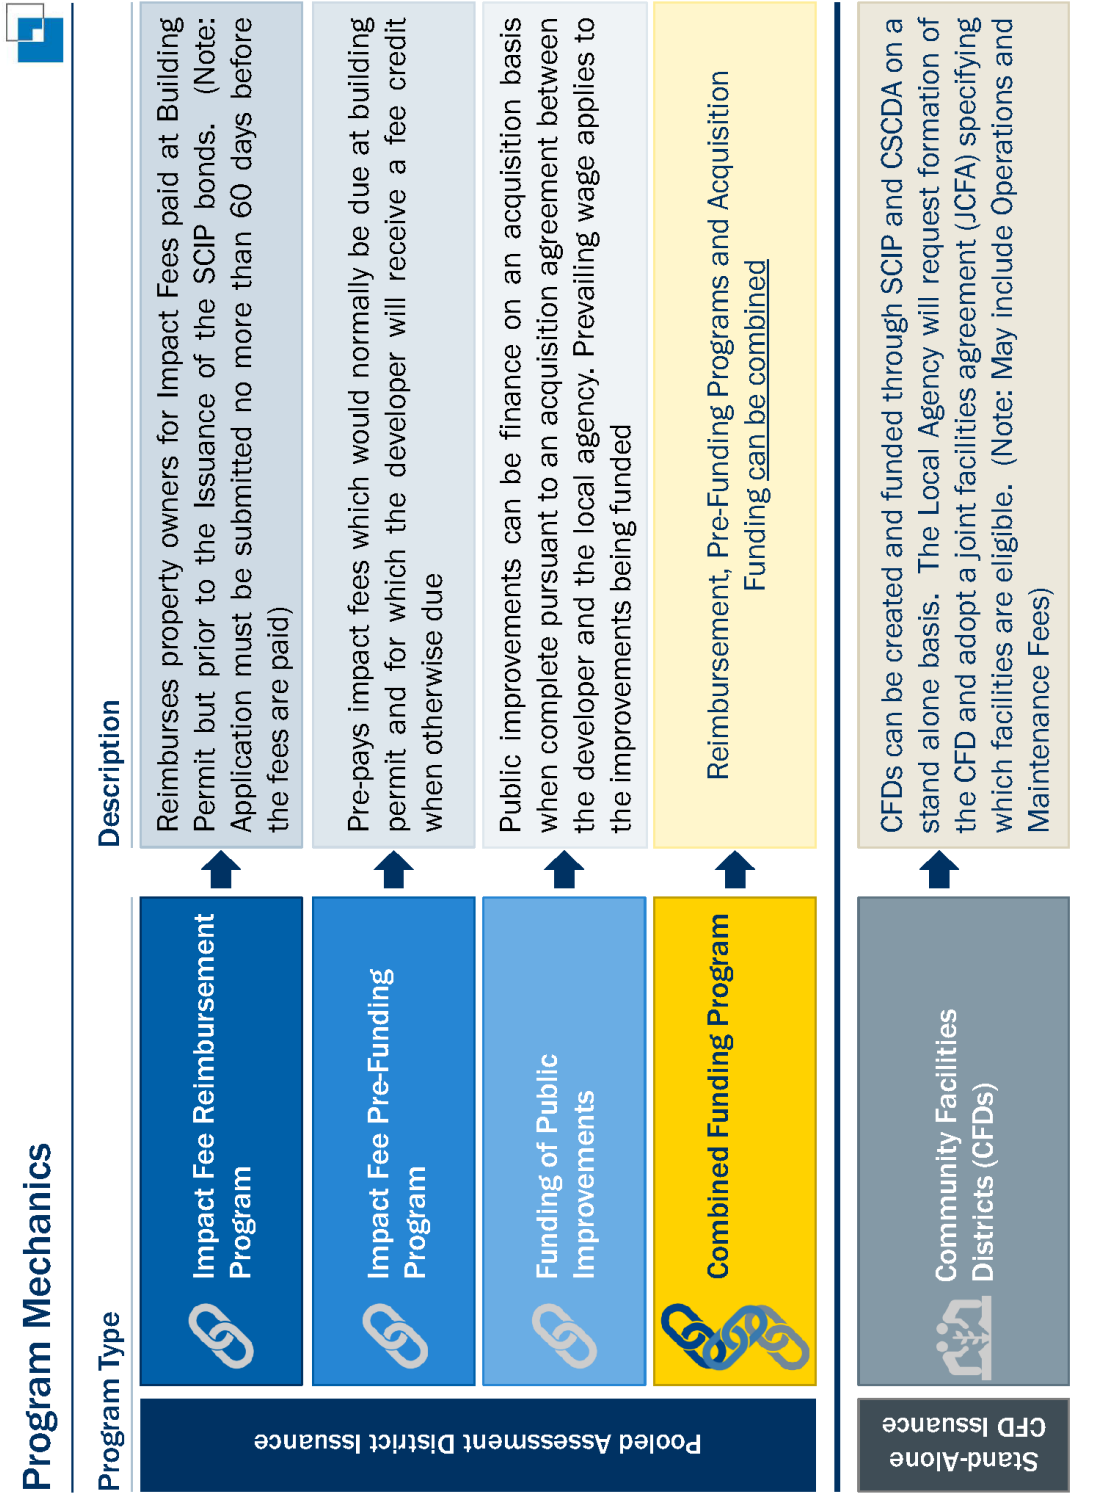 Program Mechanics
Program Type
Description
Pooled Assessment District Issuance
Impact Fee Reimbursement
Program
Reimburses property owners for Impact Fees paid at Building
Permit but prior to the Issuance of the SCIP bonds. (Note:
Application must be submitted no more than 60 days before
the fees are paid)
Impact Fee Pre-Funding
Program
Pre-pays impact fees which would normally be due at building
permit and for which the developer will receive a fee credit
when otherwise due
Funding of Public
Improvements
Public improvements can be finance on an acquisition basis
when complete pursuant to an acquisition agreement between
the developer and the local agency. Prevailing wage applies to
the improvements being funded
Combined Funding Program
Reimbursement, Pre-Funding Programs and Acquisition
Funding can be combined
Stand-Alone
CFD Issuance
Community Facilities
Districts (CFDs)
CFDs can be created and funded through SCIP and CSCDA on a
stand alone basis. The Local Agency will request formation of
the CFD and adopt a joint facilities agreement (JCFA) specifying
which facilities are eligible. (Note: May include Operations and
Maintenance Fees)